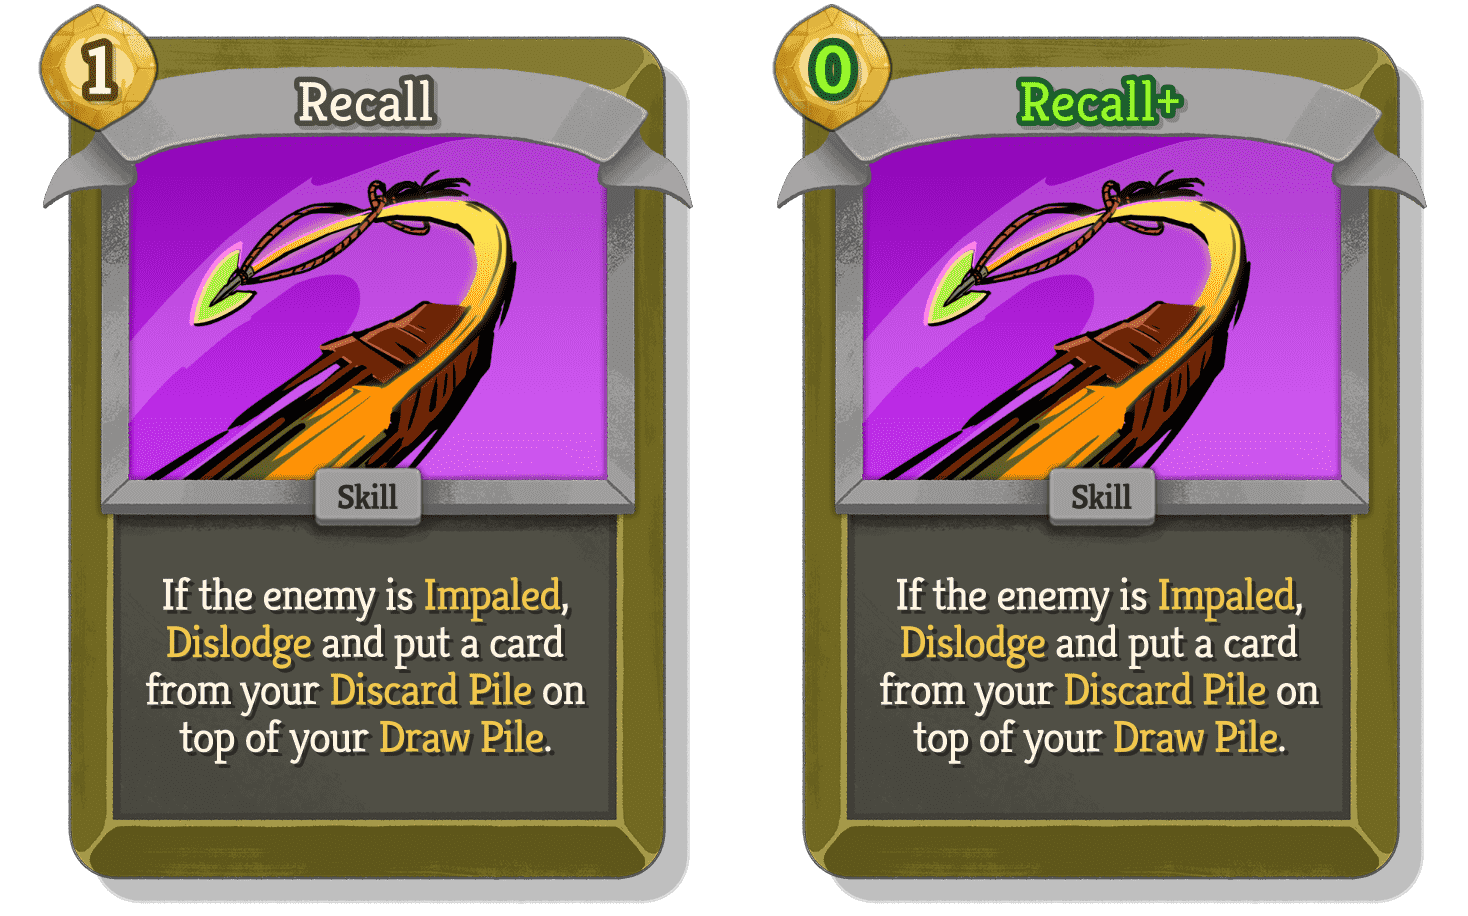 1
Recall
Skill
If the enemy is Impaled,
Dislodge and put a card
from your Discard Pile on
top of your Draw Pile.
0
Recall+
Skill
If the enemy is Impaled,
Dislodge and put a card
from your Discard Pile on
top of your Draw Pile.